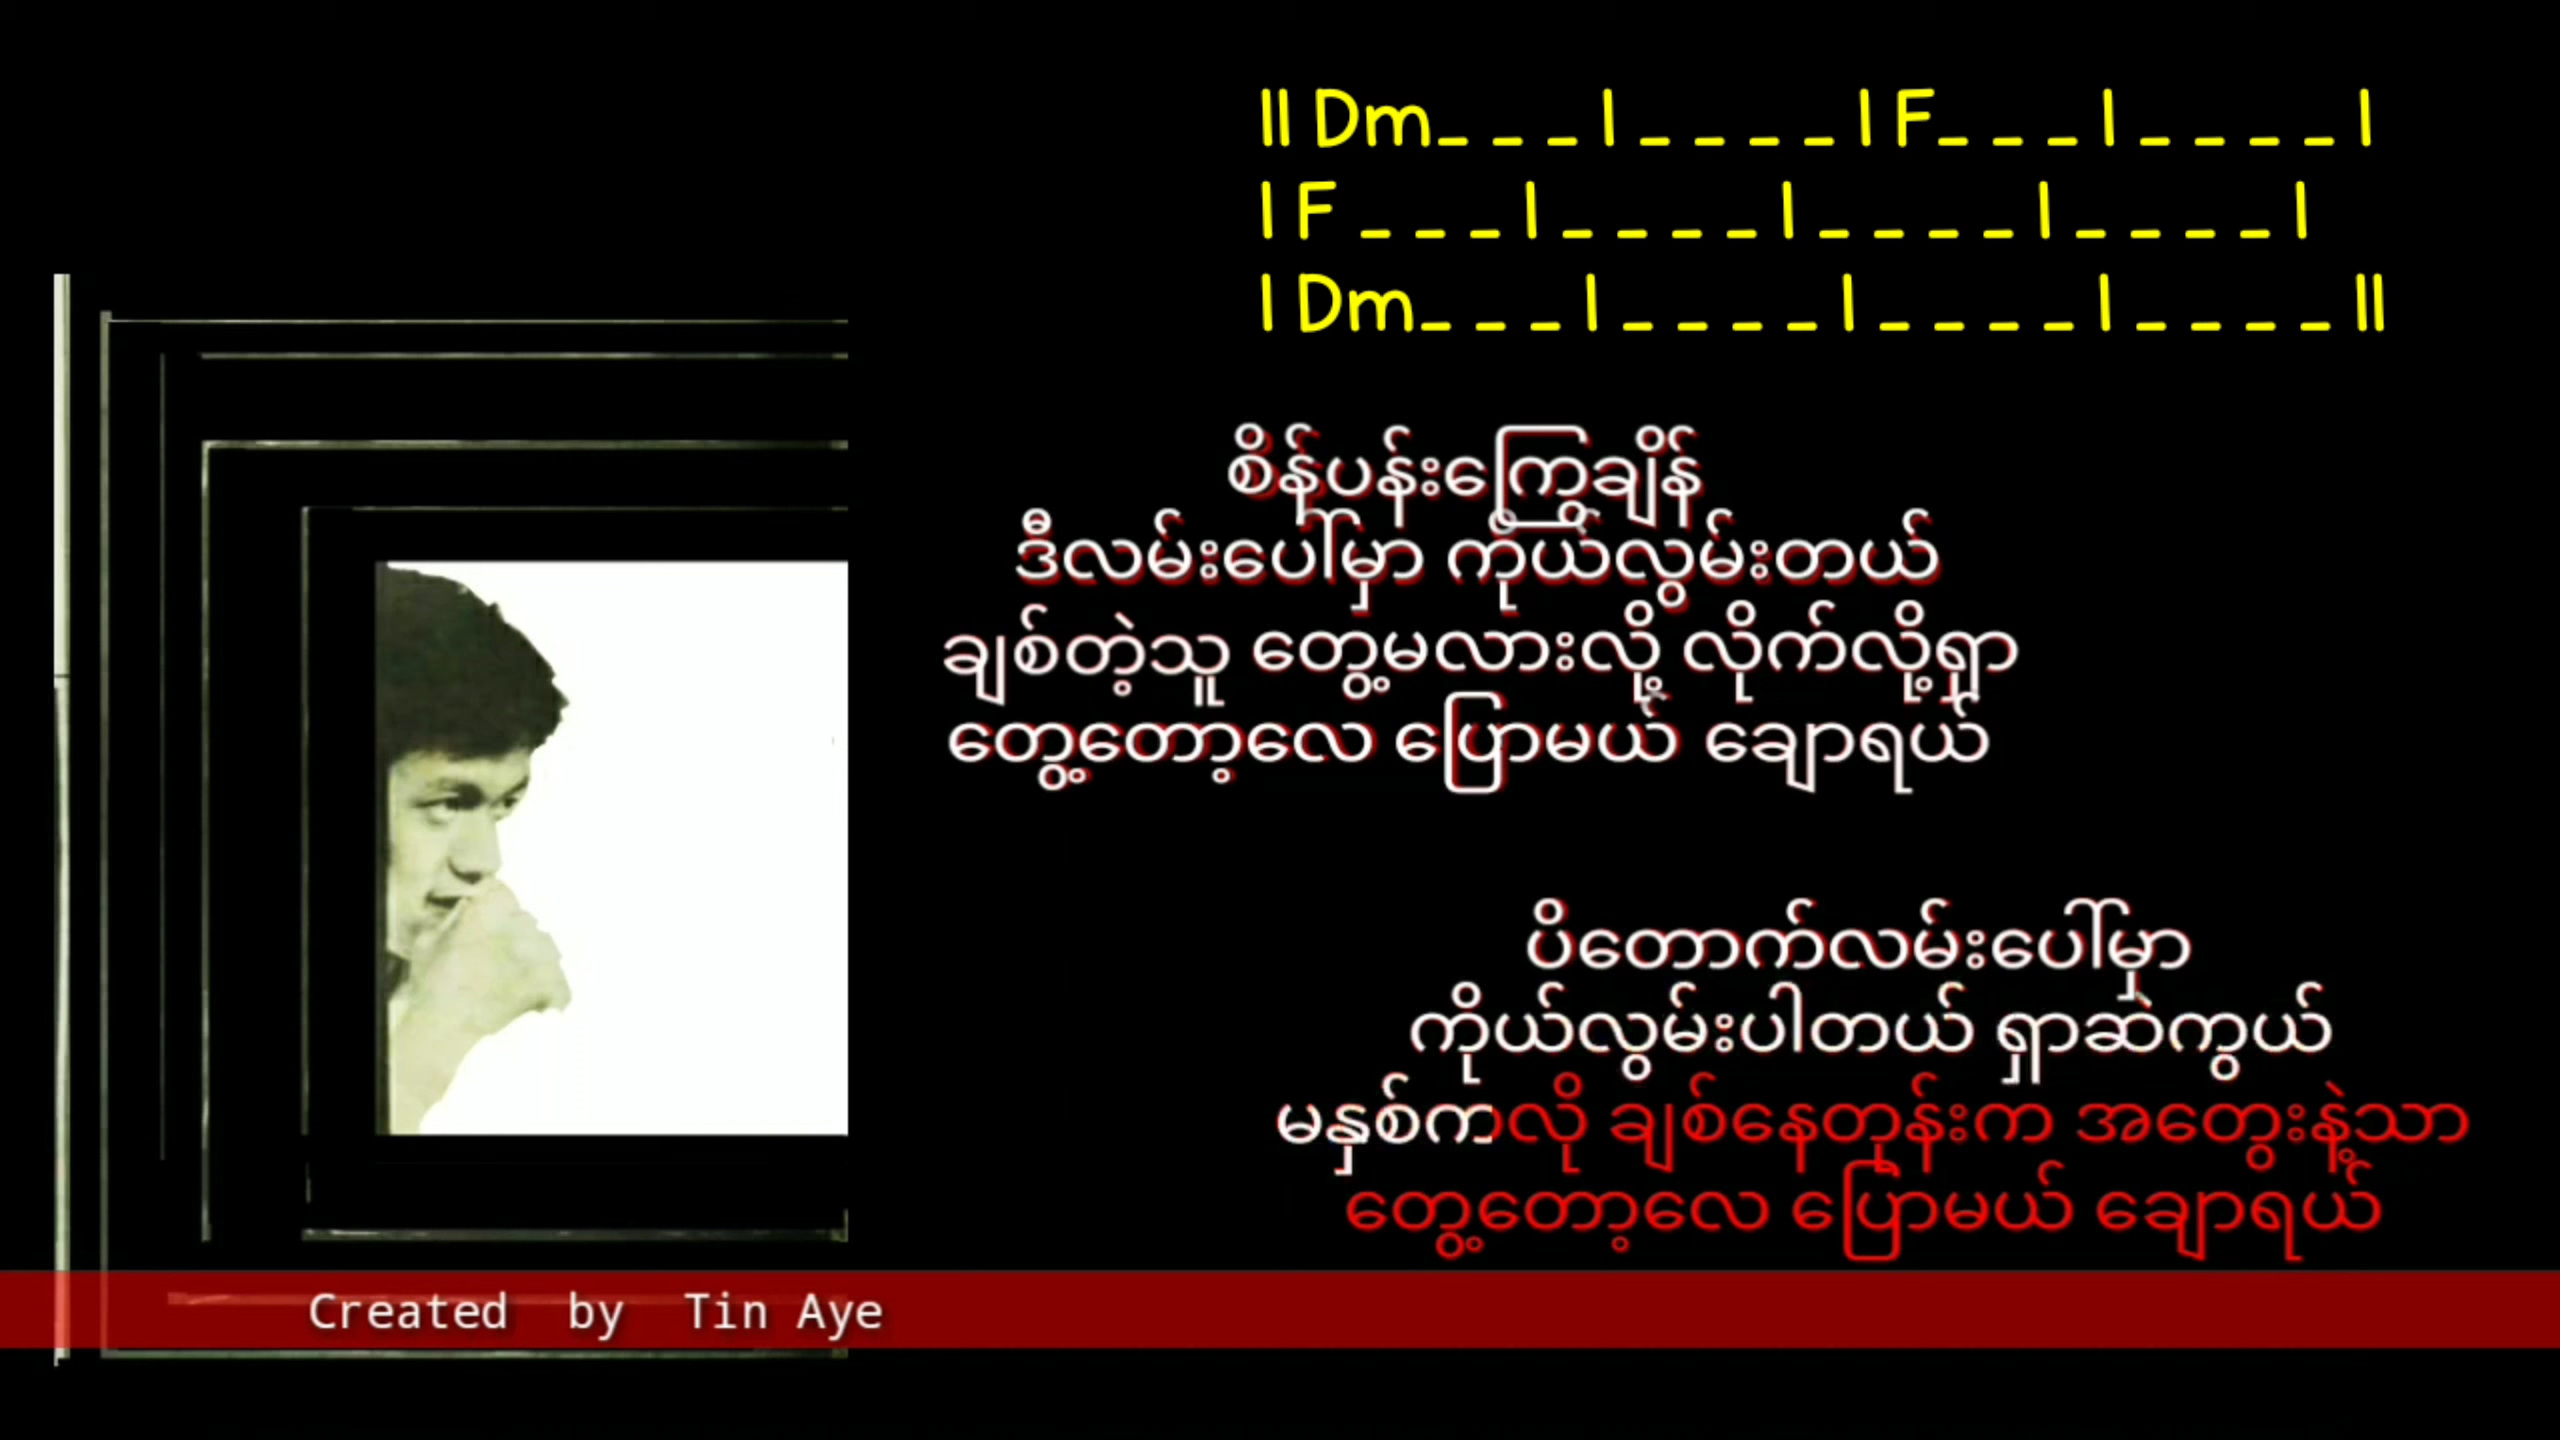 || Dm_ _ _ | _ _ _ _ | F_ _ _ | _ _ _ _ |
| F _ _ _ | _ _ _ _ | _ _ _ _ | _ _ _ _ |
| Dm_ _ _ | _ _ _ _ | _ _ _ _ | _ _ _ _ ||
စိန်ပန်းကြွေချိန်
ဒီလမ်းပေါ်မှာ ကိုယ်လွမ်းတယ်
ချစ်တဲ့သူ တွေ့မလားလို့ လိုက်လို့ရှာ
တွေ့တော့လေ ပြောမယ် ချောရယ်
ပိတောက်လမ်းပေါ်မှာ
ကိုယ်လွမ်းပါတယ် ရှာဆဲကွယ်
မနှစ်ကလို ချစ်နေတုန်းက အတွေးနဲ့သာ
တွေ့တော့လေ ပြောမယ် ချောရယ်
Created by Tin Aye